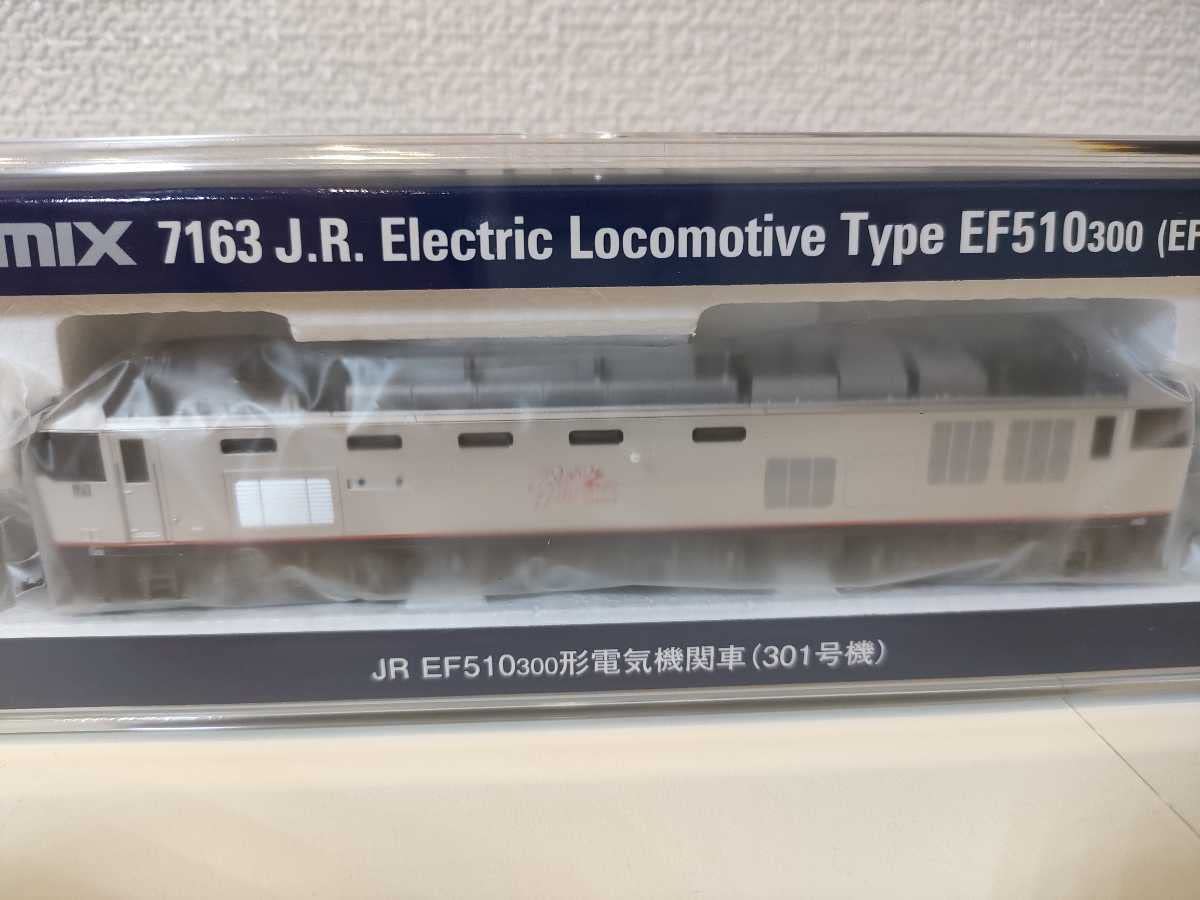 MIX 7163 J.R. Electric Locomotive Type EF510300 (EF
JR EF510300形電気機関車(301号機)